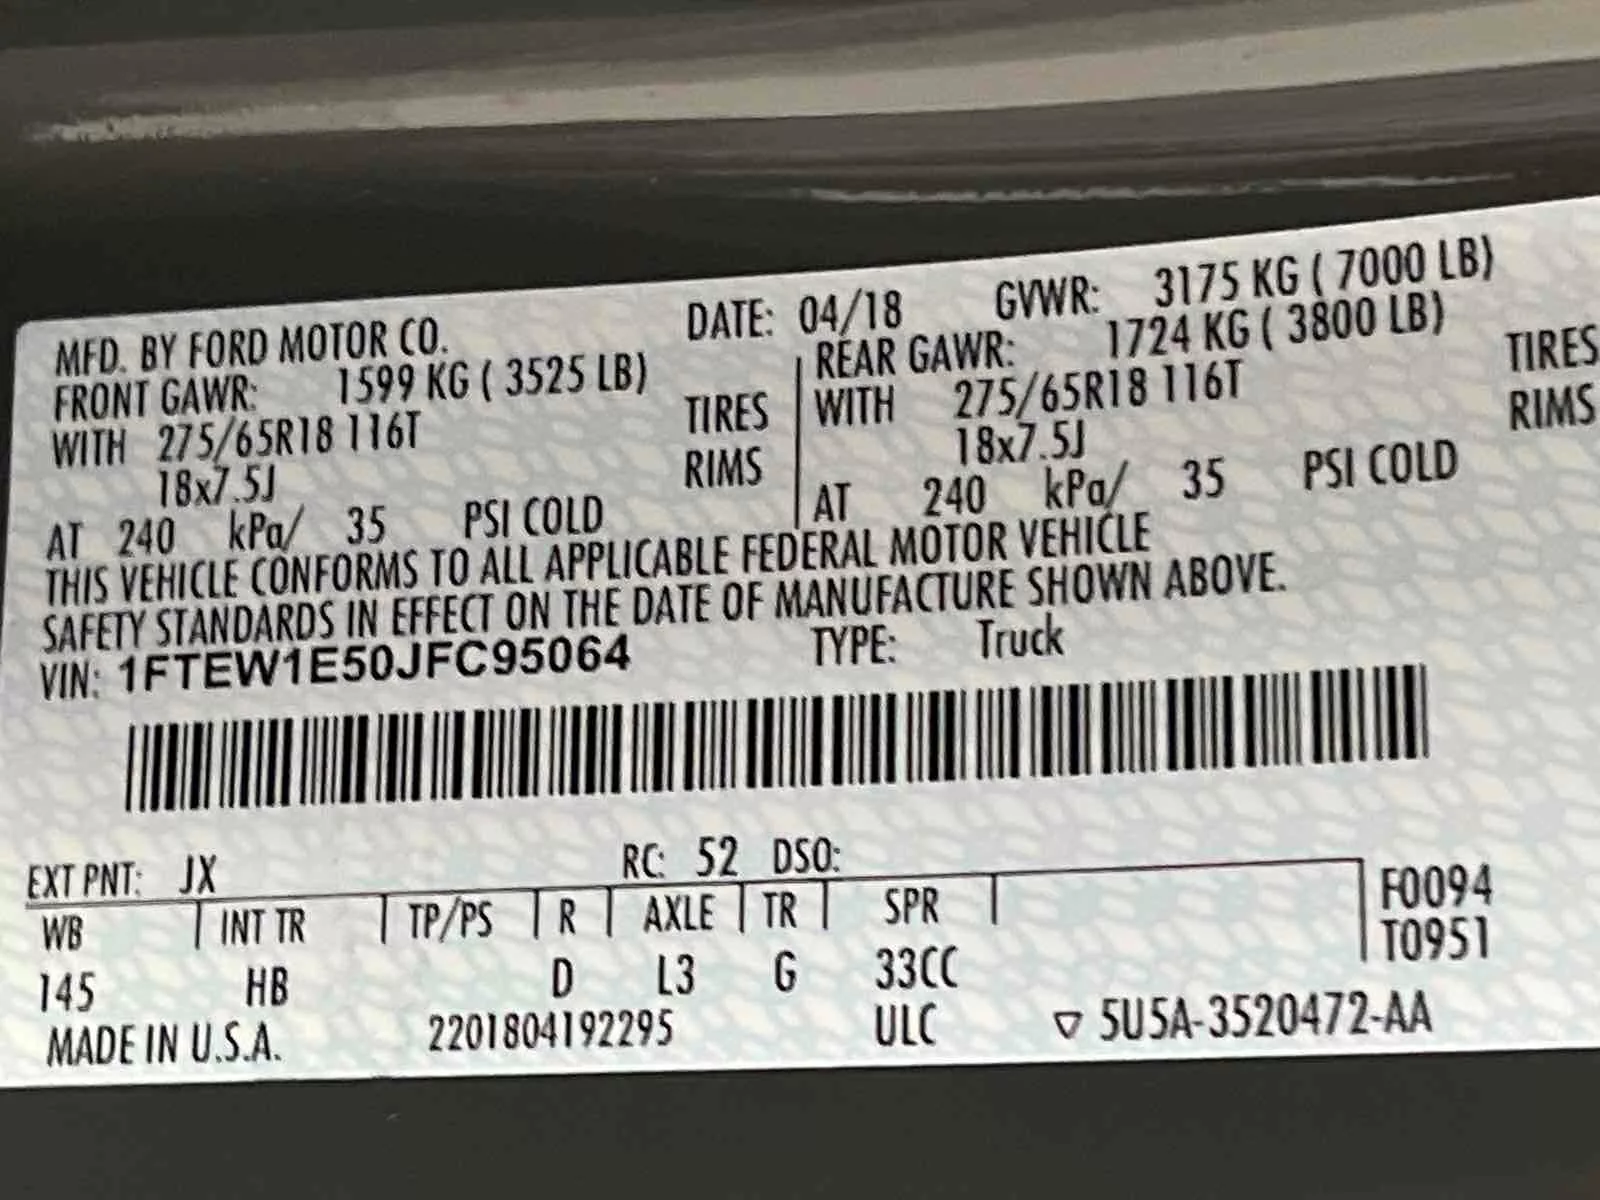 MFD. BY FORD MOTOR CO. DATE: 04/18 GVWR: 3175 KG ( 7000 LB)
FRONT GAWR: 1599 KG ( 3525 LB) REAR GAWR: 1724 KG ( 3800 LB)
WITH 275/65R18 116T TIRES WITH 275/65R18 116T TIRES
18x7.5J RIMS 18x7.5J RIMS
AT 240 kPa/ 35 PSI COLD AT 240 kPa/ 35 PSI COLD
THIS VEHICLE CONFORMS TO ALL APPLICABLE FEDERAL MOTOR VEHICLE
SAFETY STANDARDS IN EFFECT ON THE DATE OF MANUFACTURE SHOWN ABOVE.
VIN: 1FTEW1E50JFC95064 TYPE: Truck
EXT PNT: JX RC: 52 DSO:
WB INT TR TP/PS R AXLE TR SPR F0094
T0951
145 HB D L3 G 33CC
MADE IN U.S.A. 2201804192295 ULC ▽ 5U5A-3520472-AA